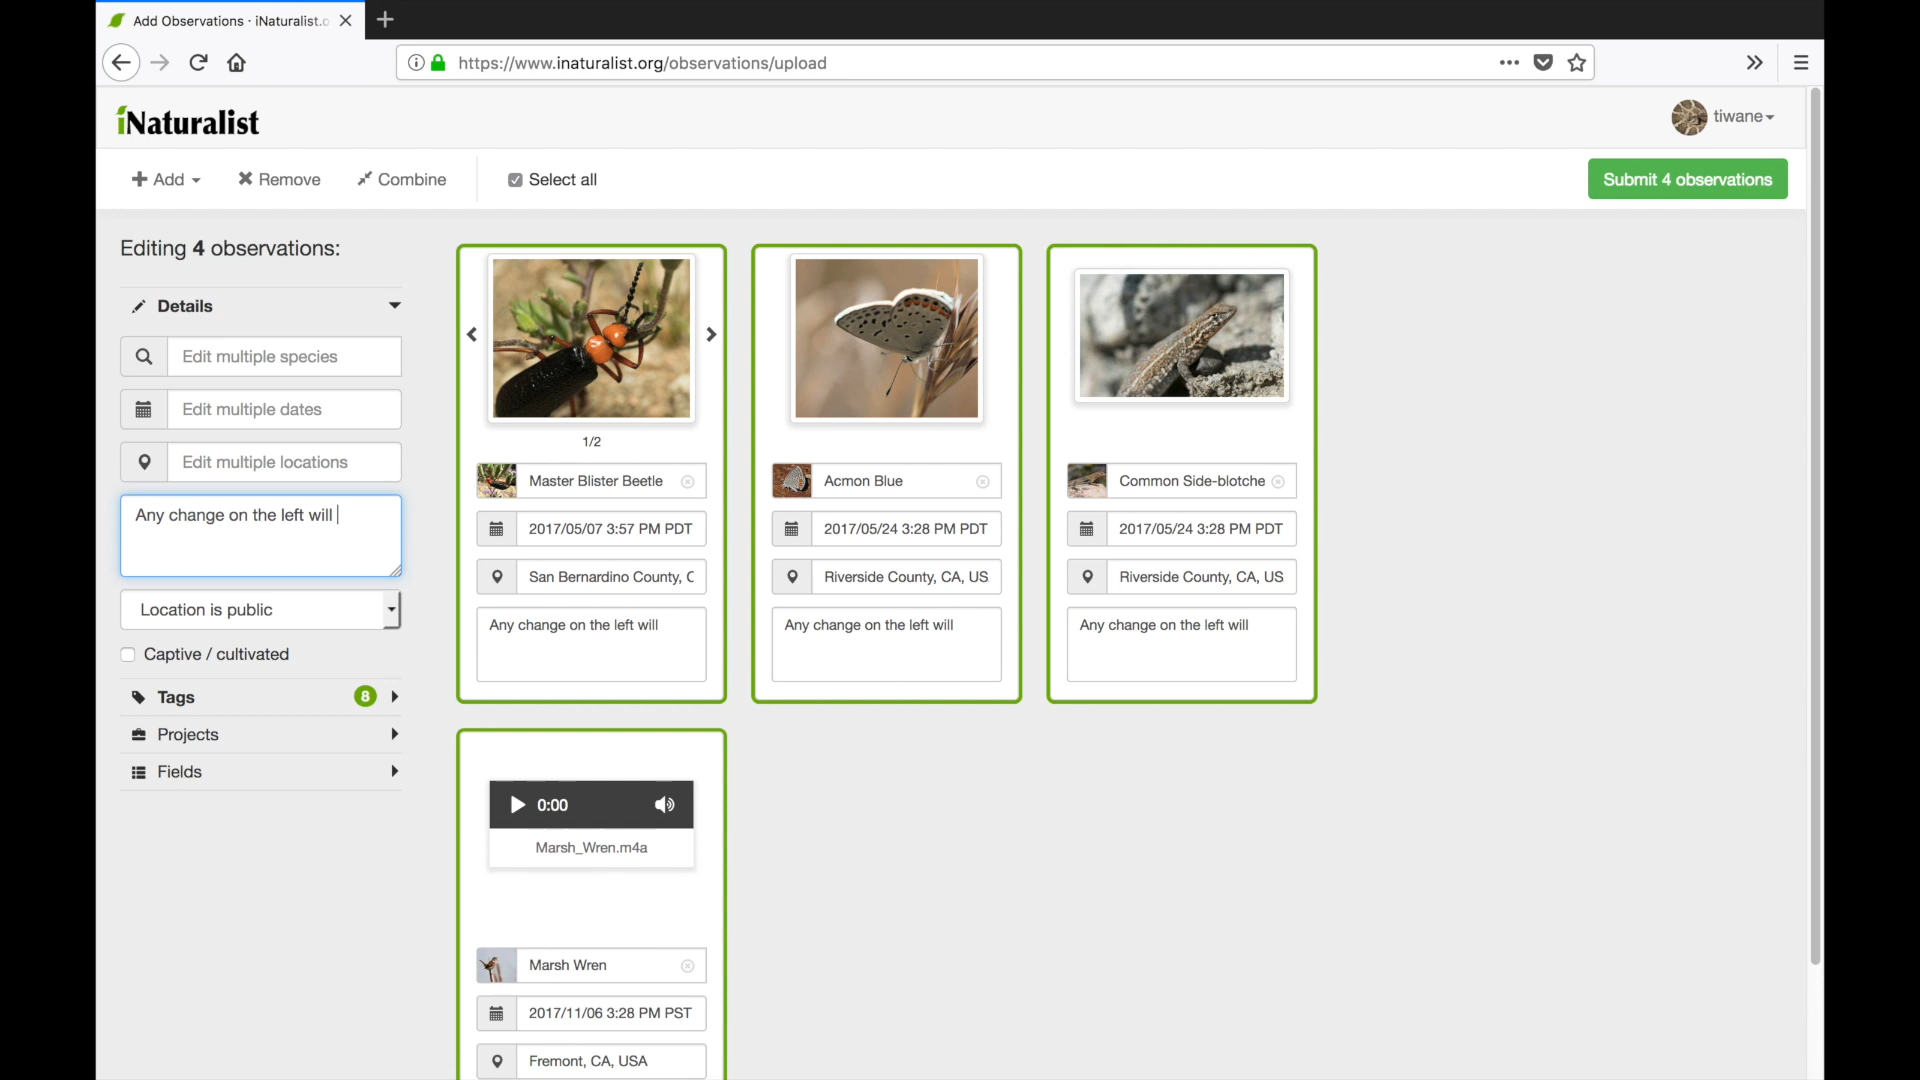 Add Observations · iNaturalist.o
https://www.inaturalist.org/observations/upload
iNaturalist
tiwane
Add
Remove
Combine
Select all
Submit 4 observations
Editing 4 observations:
Details
Edit multiple species
Edit multiple dates
Edit multiple locations
Any change on the left will
Location is public
Captive / cultivated
Tags 8
Projects
Fields
1/2
Master Blister Beetle
2017/05/07 3:57 PM PDT
San Bernardino County, C
Any change on the left will
Acmon Blue
2017/05/24 3:28 PM PDT
Riverside County, CA, US
Any change on the left will
Common Side-blotche
2017/05/24 3:28 PM PDT
Riverside County, CA, US
Any change on the left will
0:00
Marsh_Wren.m4a
Marsh Wren
2017/11/06 3:28 PM PST
Fremont, CA, USA